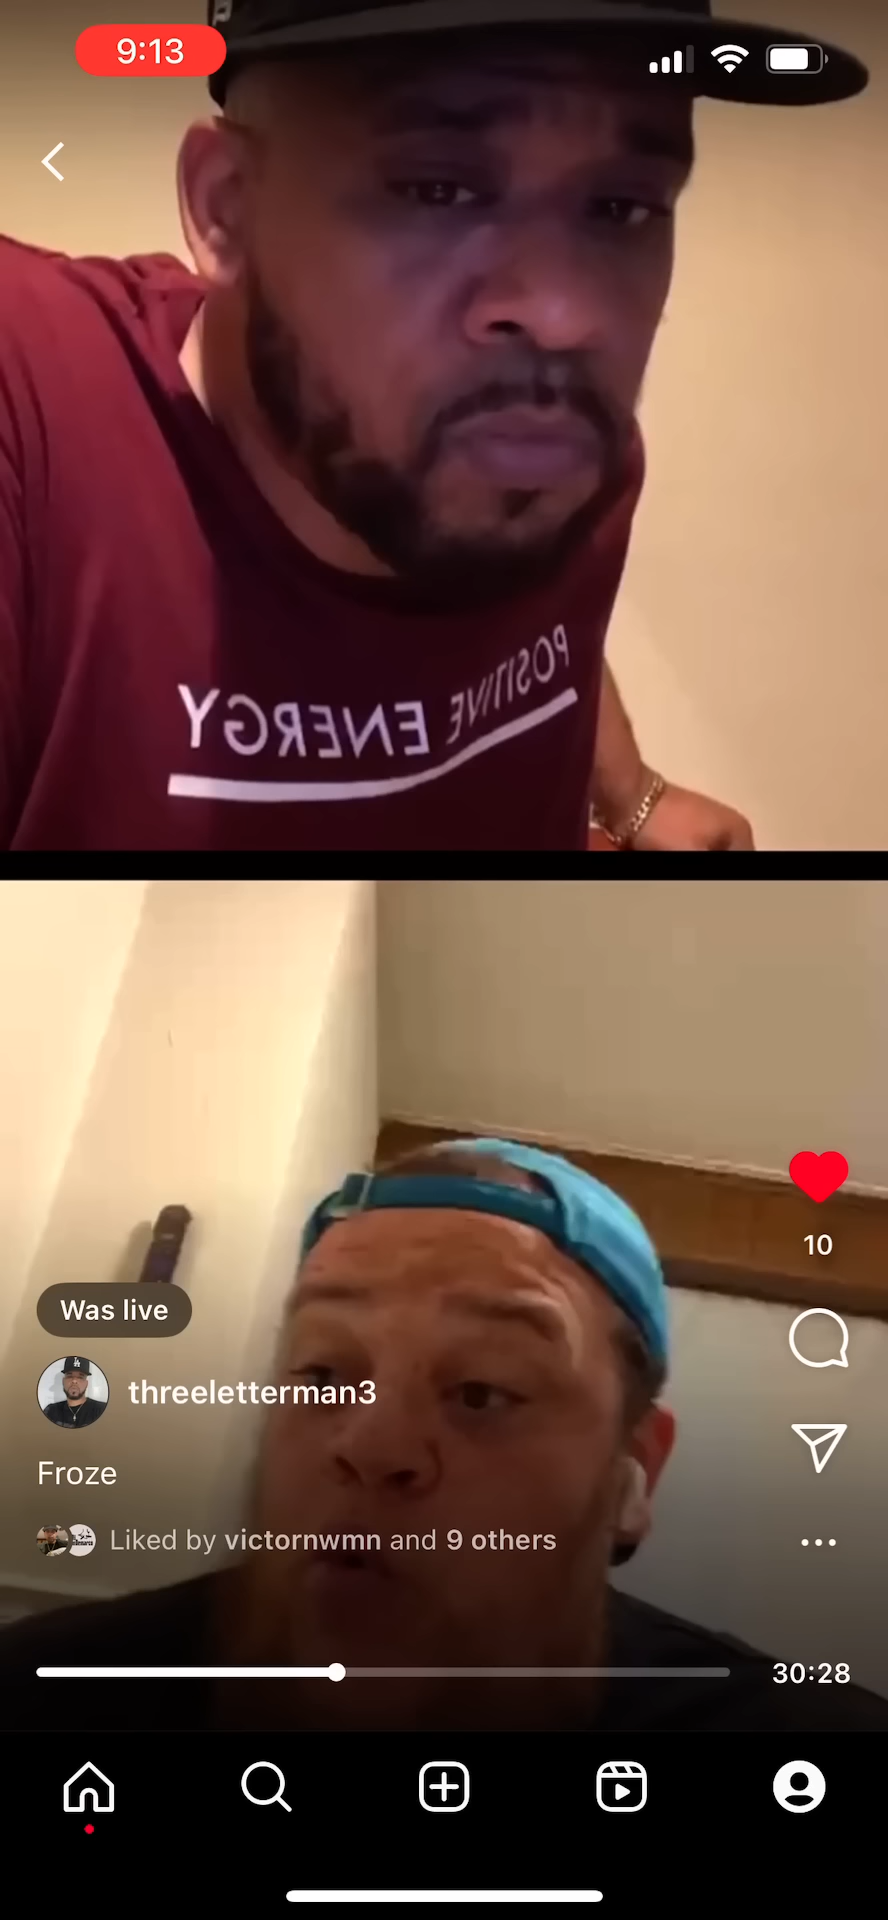 9:13
POSITIVE ENERGY
Was live
threeletterman3
Froze
Liked by victornwmn and 9 others
10
30:28